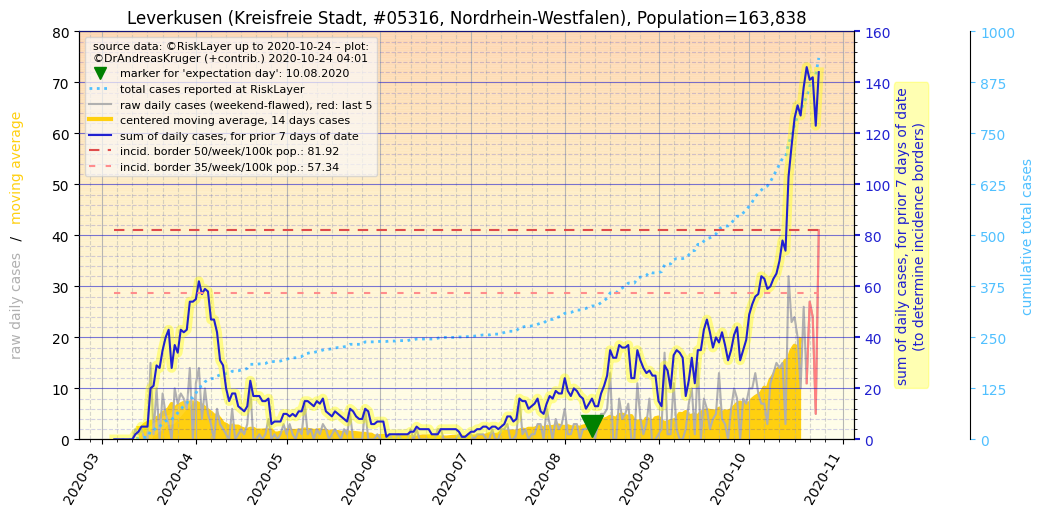 Leverkusen (Kreisfreie Stadt, #05316, Nordrhein-Westfalen), Population=163,838
source data: ©RiskLayer up to 2020-10-24 – plot:
©DrAndreasKruger (+contrib.) 2020-10-24 04:01
marker for 'expectation day': 10.08.2020
total cases reported at RiskLayer
raw daily cases (weekend-flawed), red: last 5
centered moving average, 14 days cases
sum of daily cases, for prior 7 days of date
incid. border 50/week/100k pop.: 81.92
incid. border 35/week/100k pop.: 57.34
raw daily cases / moving average
80
70
60
50
40
30
20
10
0
160
140
120
100
80
60
40
20
0
sum of daily cases, for prior 7 days of date
(to determine incidence borders)
1000
875
750
625
500
375
250
125
0
cumulative total cases
2020-03
2020-04
2020-05
2020-06
2020-07
2020-08
2020-09
2020-10
2020-11